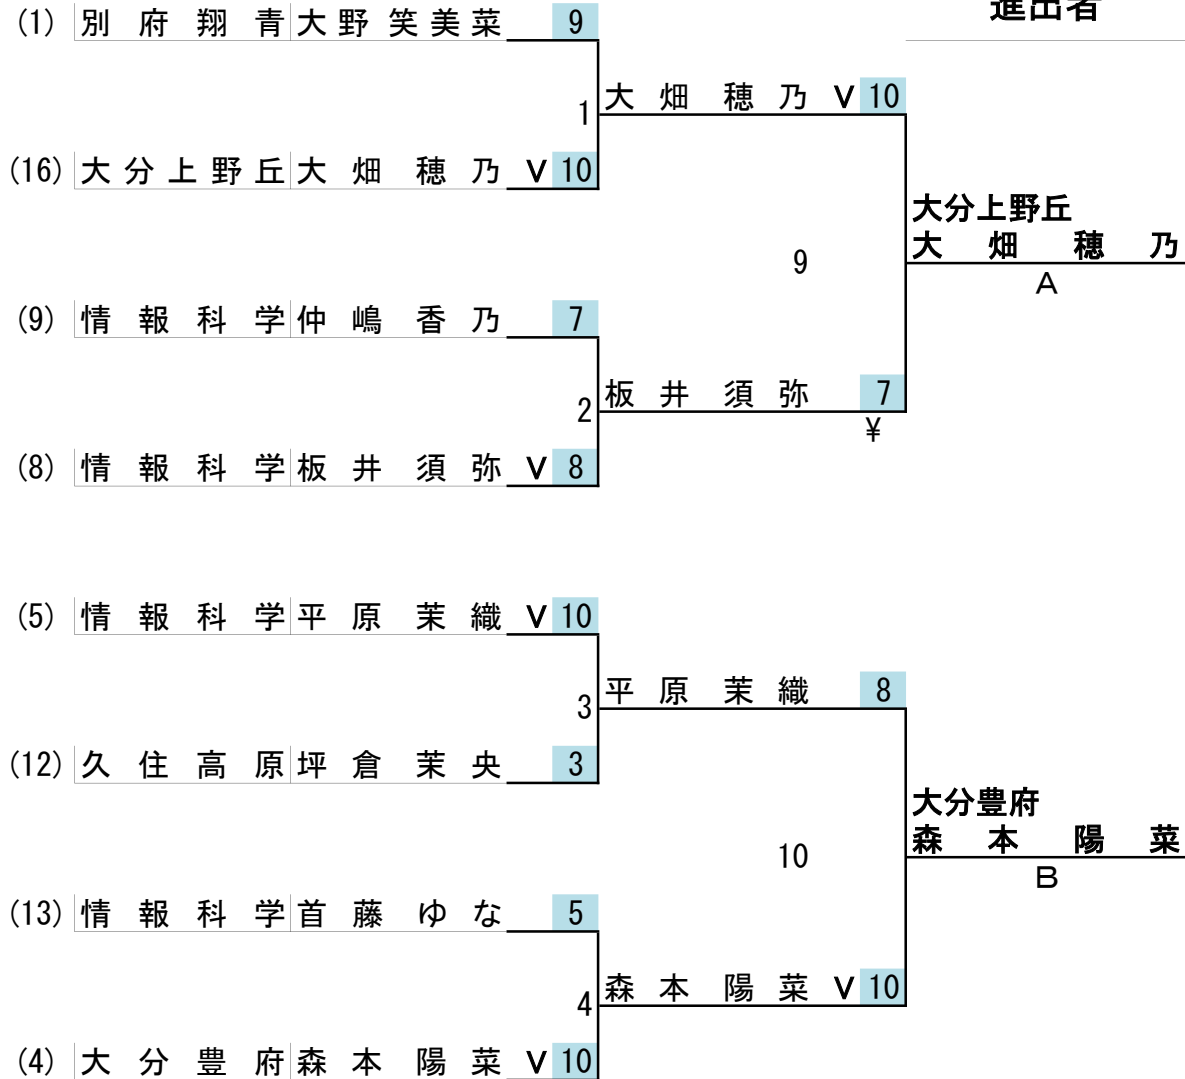 進出者
(1) 別府翔青 大野笑美菜 9
大畑穂乃 V 10
1
(16) 大分上野丘 大畑穂乃 V 10
大分上野丘
大畑穂乃
9
A
(9) 情報科学 仲嶋香乃 7
板井須弥 7
2
¥
(8) 情報科学 板井須弥 V 8
(5) 情報科学 平原茉織 V 10
平原茉織 8
3
(12) 久住高原 坪倉茉央 3
大分豊府
森本陽菜
10
B
(13) 情報科学 首藤ゆな 5
森本陽菜 V 10
4
(4) 大分豊府 森本陽菜 V 10